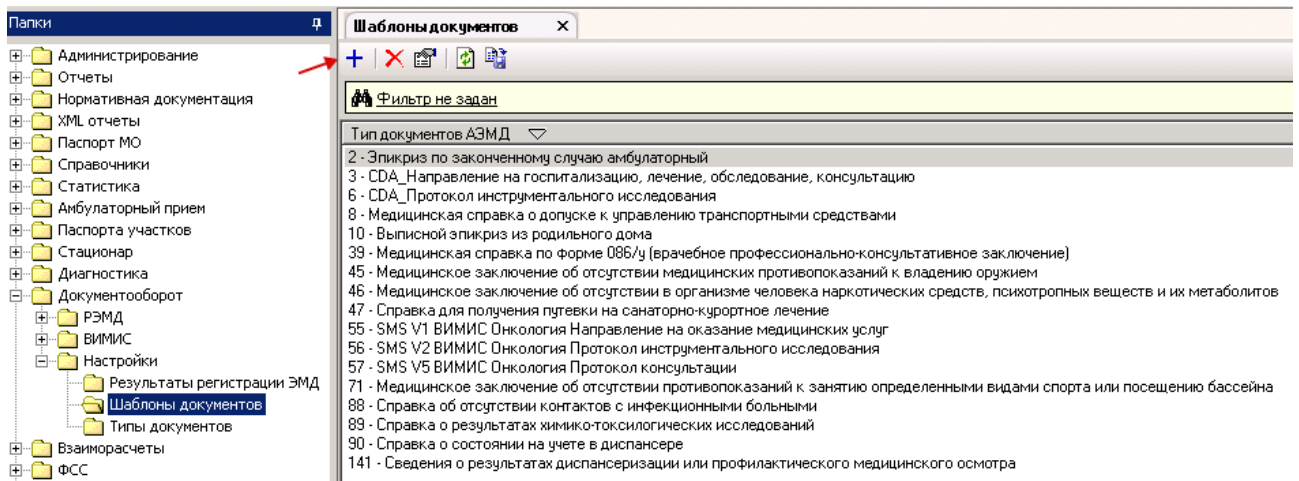 Папки
Администрирование
Отчеты
Нормативная документация
XML отчеты
Паспорт МО
Справочники
Статистика
Амбулаторный прием
Паспорта участков
Стационар
Диагностика
Документооборот
РЭМД
ВИМИС
Настройки
Результаты регистрации ЭМД
Шаблоны документов
Типы документов
Взаиморасчеты
ФСС
Шаблоны документов
Фильтр не задан
Тип документов АЭМД
2 - Эпикриз по законченному случаю амбулаторный
3 - CDA_Направление на госпитализацию, лечение, обследование, консультацию
6 - CDA_Протокол инструментального исследования
8 - Медицинская справка о допуске к управлению транспортными средствами
10 - Выписной эпикриз из родильного дома
39 - Медицинская справка по форме 086/у (врачебное профессионально-консультативное заключение)
45 - Медицинское заключение об отсутствии медицинских противопоказаний к владению оружием
46 - Медицинское заключение об отсутствии в организме человека наркотических средств, психотропных веществ и их метаболитов
47 - Справка для получения путевки на санаторно-курортное лечение
55 - SMS V1 ВИМИС Онкология Направление на оказание медицинских услуг
56 - SMS V2 ВИМИС Онкология Протокол инструментального исследования
57 - SMS V5 ВИМИС Онкология Протокол консультации
71 - Медицинское заключение об отсутствии противопоказаний к занятию определенными видами спорта или посещению бассейна
88 - Справка об отсутствии контактов с инфекционными больными
89 - Справка о результатах химико-токсилогических исследований
90 - Справка о состоянии на учете в диспансере
141 - Сведения о результатах диспансеризации или профилактического медицинского осмотра